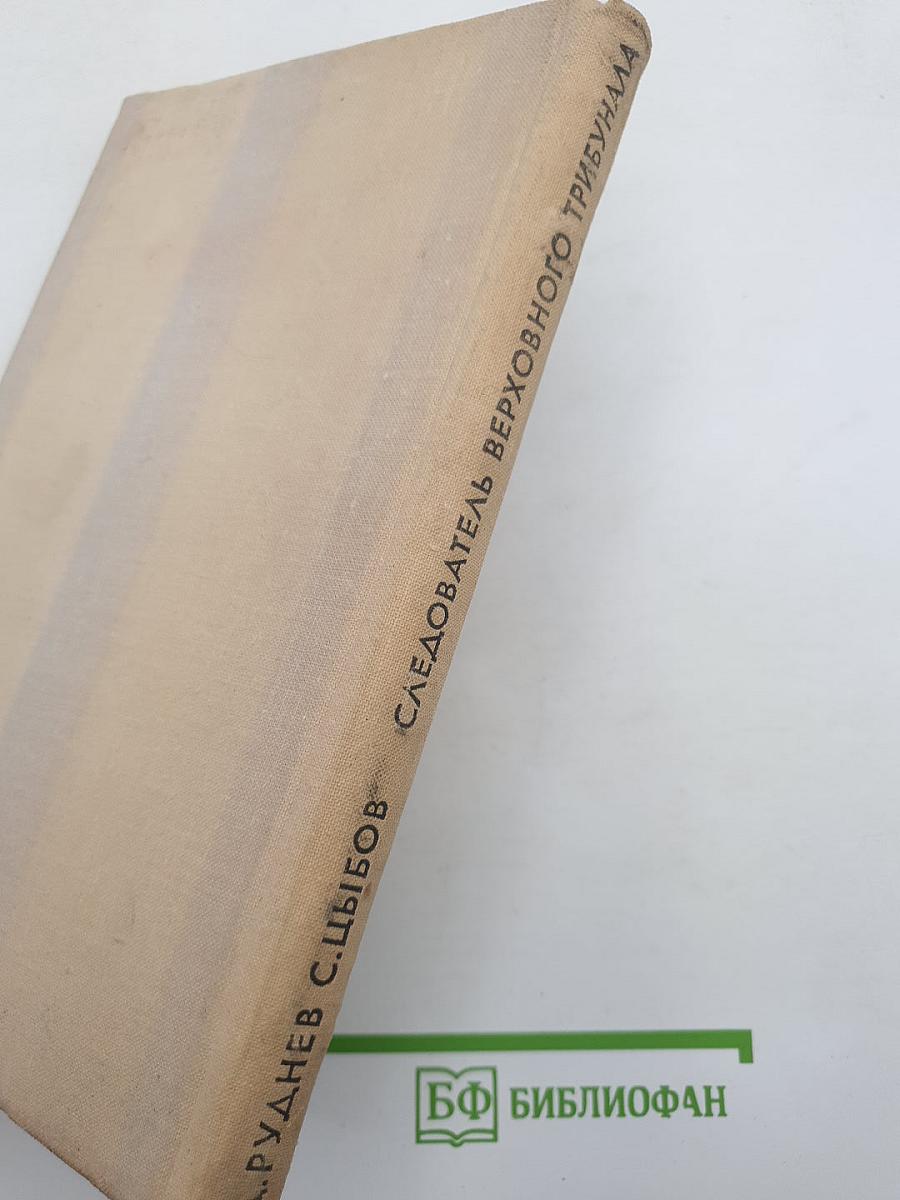 Д.РУДНЕВ С.ЦЫБОВ СЛЕДОВАТЕЛЬ ВЕРХОВНОГО ТРИБУНАЛА
БФ БИБЛИОФАН